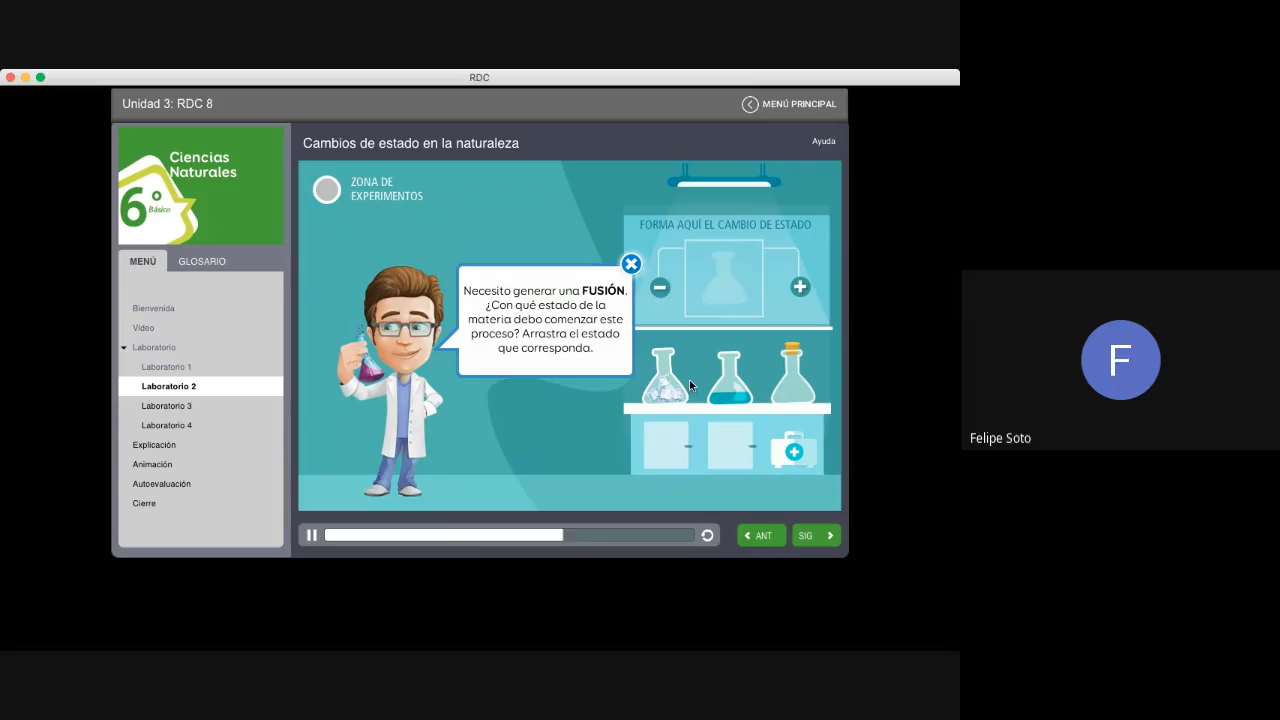 RDC
Unidad 3: RDC 8
MENÚ PRINCIPAL
Ciencias
Naturales
6º
Básico
Cambios de estado en la naturaleza
Ayuda
MENÚ
GLOSARIO
Bienvenida
Video
Laboratorio
Laboratorio 1
Laboratorio 2
Laboratorio 3
Laboratorio 4
Explicación
Animación
Autoevaluación
Cierre
ZONA DE
EXPERIMENTOS
FORMA AQUÍ EL CAMBIO DE ESTADO
Necesito generar una FUSIÓN.
¿Con qué estado de la
materia debo comenzar este
proceso? Arrastra el estado
que corresponda.
ANT
SIG
F
Felipe Soto